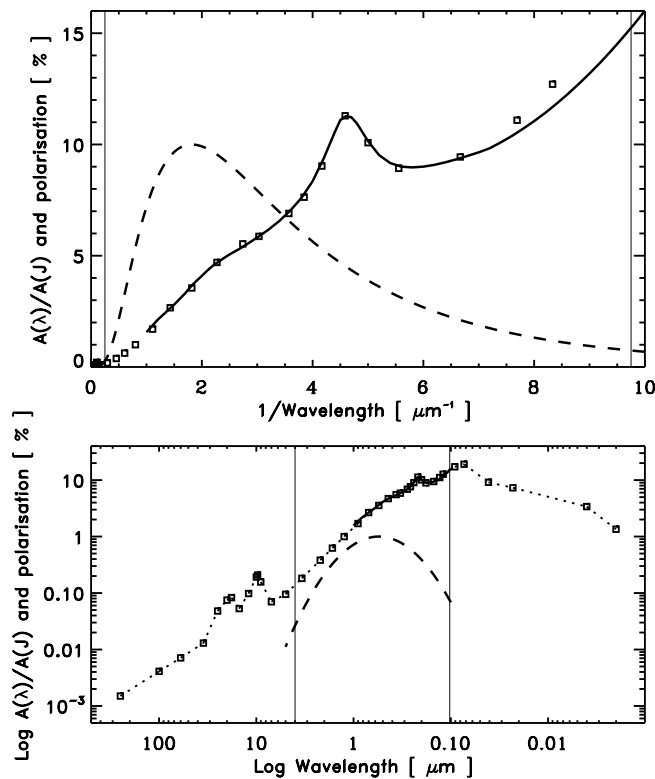 A(λ)/A(J) and polarisation [ % ]
15
10
5
0
0 2 4 6 8 10
1/Wavelength [ μm⁻¹ ]
Log A(λ)/A(J) and polarisation [ % ]
10
1
0.10
0.01
10⁻³
100 10 1 0.10 0.01
Log Wavelength [ μm ]